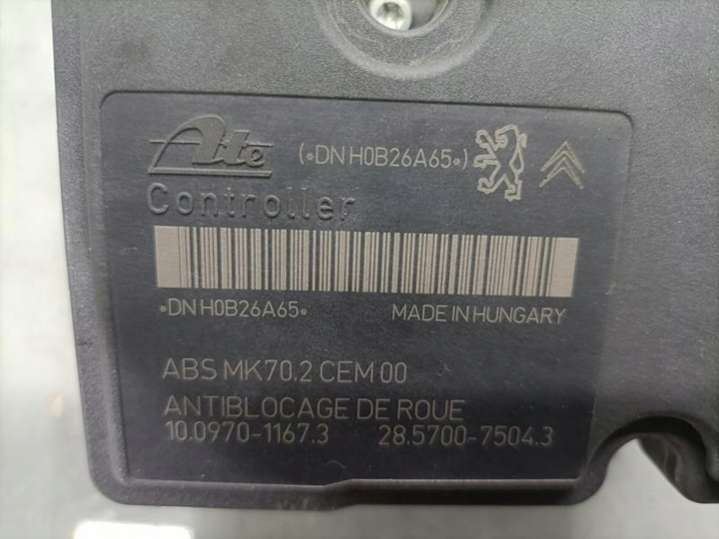 Ate (•DN H0B26A65•)
Controller
•DN H0B26A65• MADE IN HUNGARY
ABS MK70.2 CEM 00
ANTIBLOCAGE DE ROUE
10.0970-1167.3 28.5700-7504.3